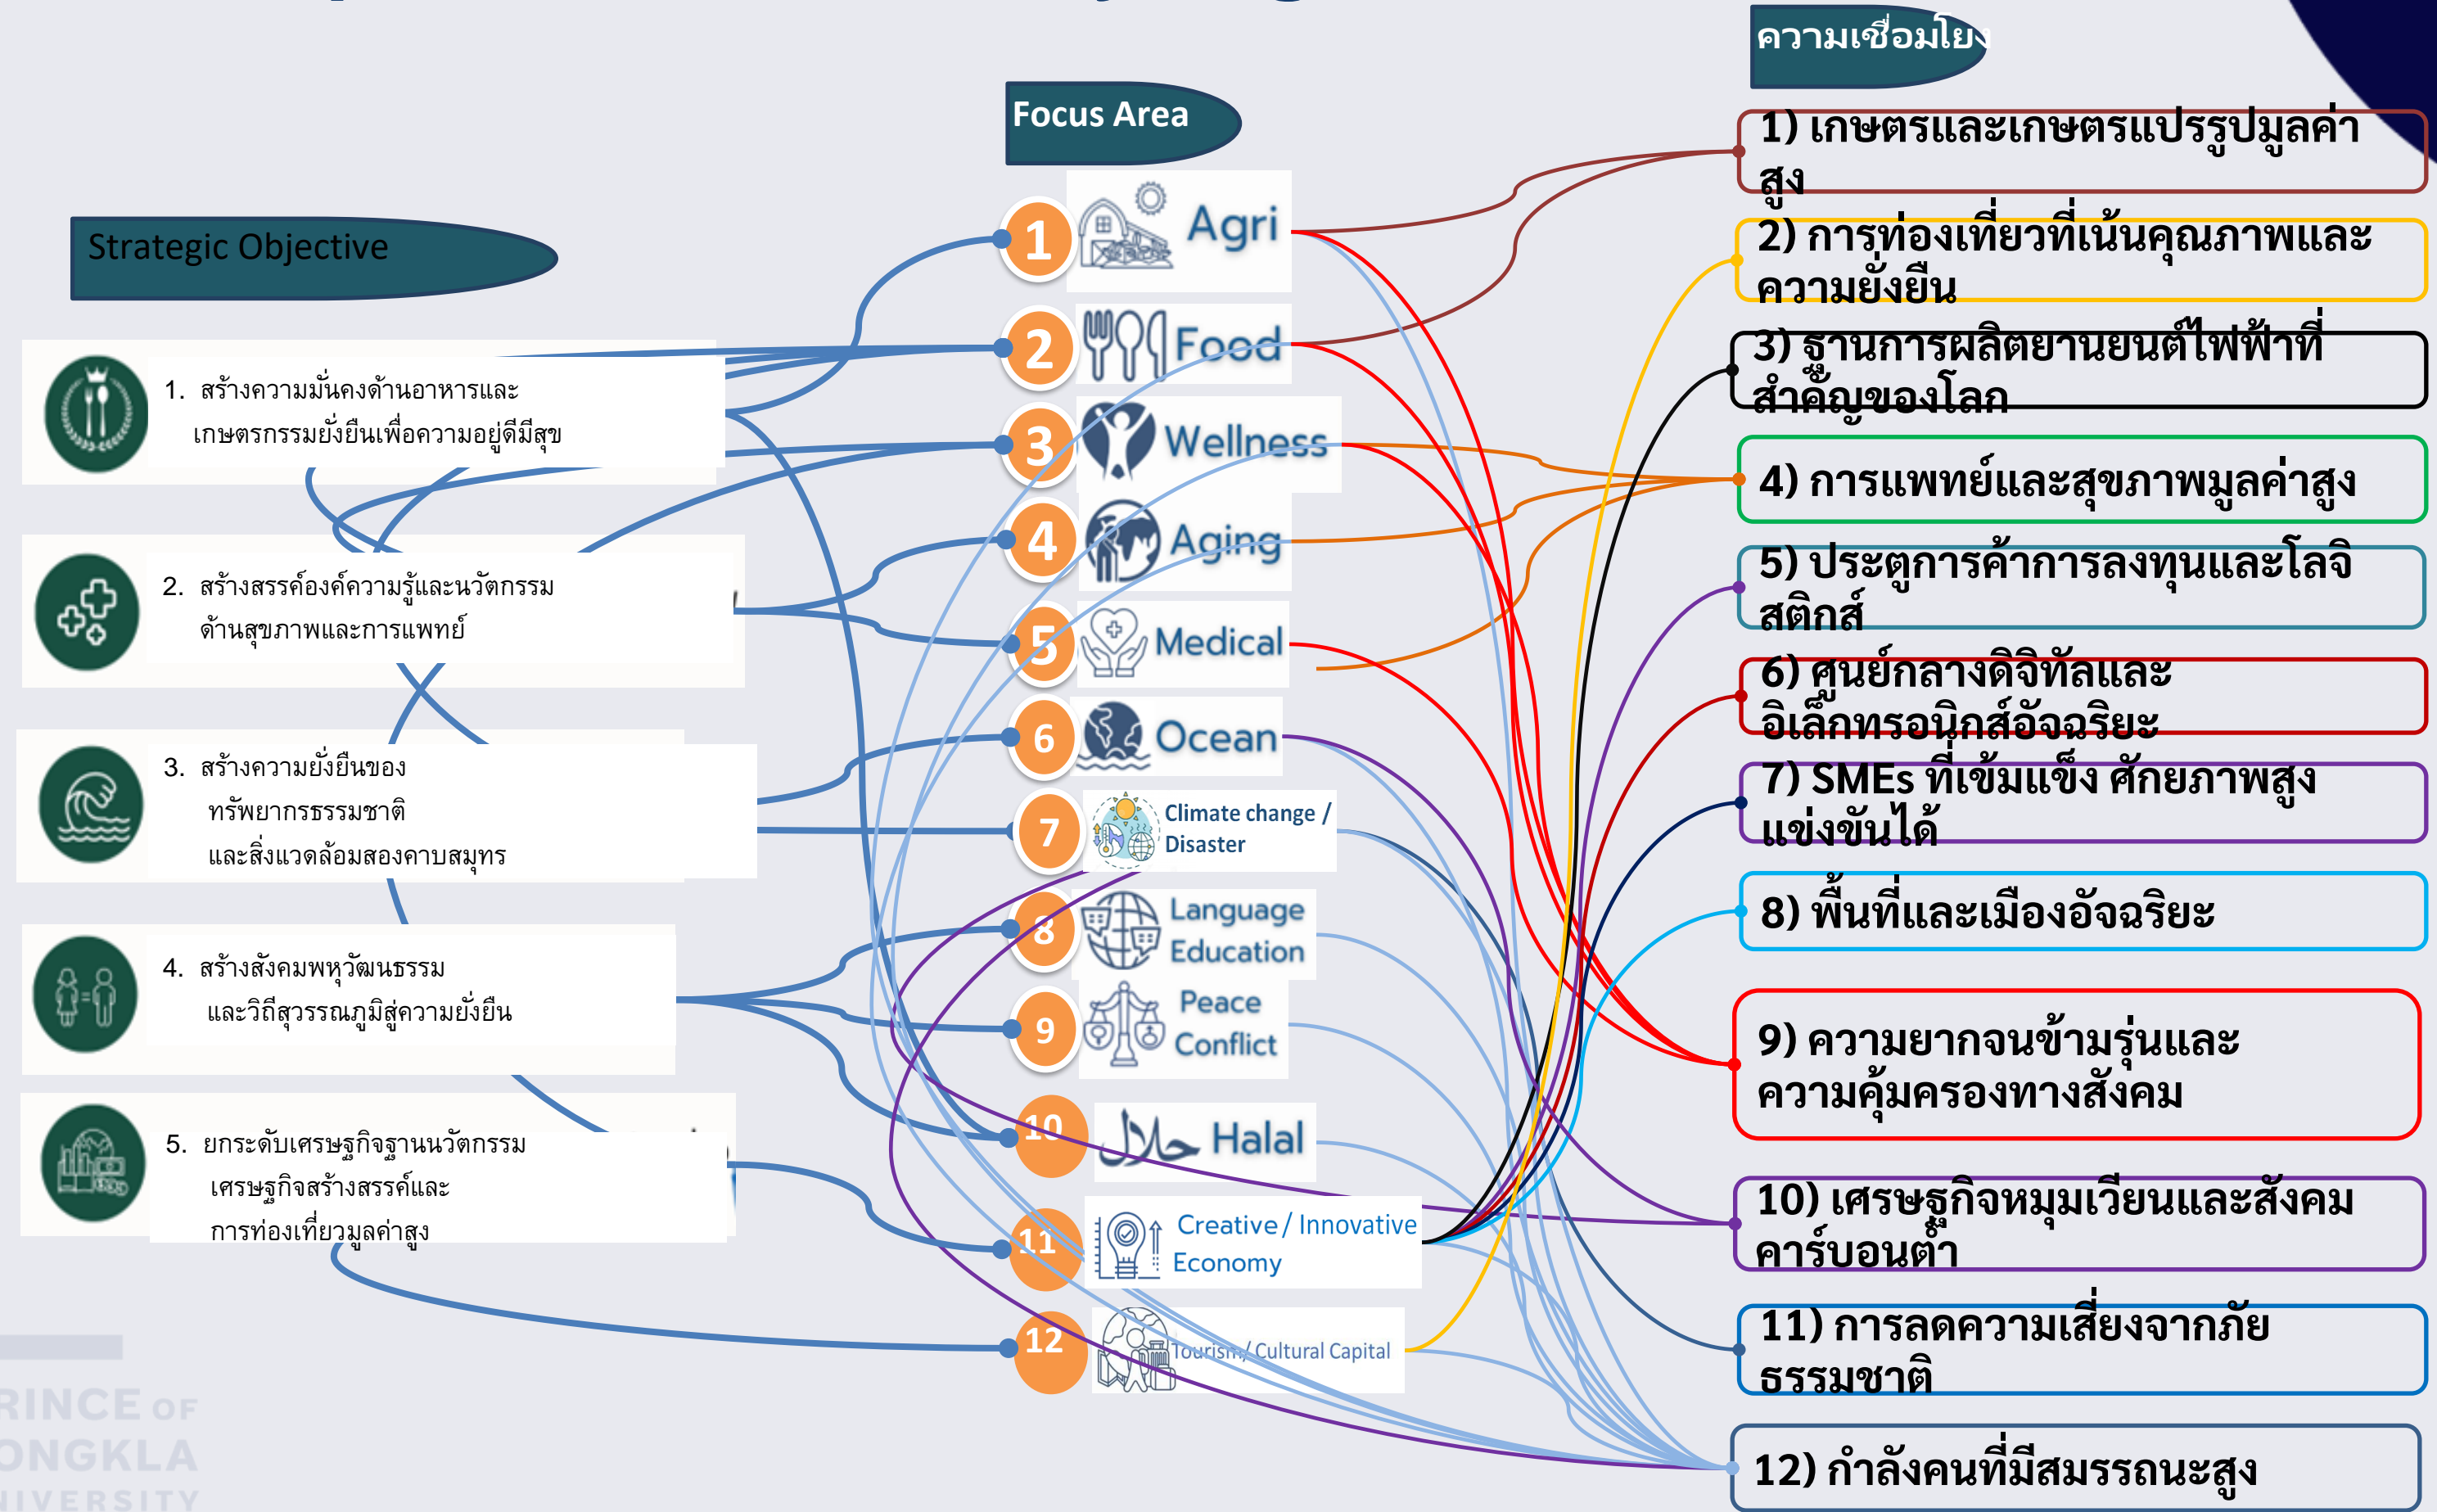 ความเชื่อมโยง
Focus Area
Strategic Objective
1. สร้างความมั่นคงด้านอาหารและ
เกษตรกรรมยั่งยืนเพื่อความอยู่ดีมีสุข
2. สร้างสรรค์องค์ความรู้และนวัตกรรม
ด้านสุขภาพและการแพทย์
3. สร้างความยั่งยืนของ
ทรัพยากรธรรมชาติ
และสิ่งแวดล้อมสองคาบสมุทร
4. สร้างสังคมพหุวัฒนธรรม
และวิถีสุวรรณภูมิสู่ความยั่งยืน
5. ยกระดับเศรษฐกิจฐานนวัตกรรม
เศรษฐกิจสร้างสรรค์และ
การท่องเที่ยวมูลค่าสูง
1 Agri
2 Food
3 Wellness
4 Aging
5 Medical
6 Ocean
7 Climate change /
Disaster
8 Language
Education
9 Peace
Conflict
10 حلال Halal
11 Creative / Innovative
Economy
12 Tourism/ Cultural Capital
1) เกษตรและเกษตรแปรรูปมูลค่า
สูง
2) การท่องเที่ยวที่เน้นคุณภาพและ
ความยั่งยืน
3) ฐานการผลิตยานยนต์ไฟฟ้าที่
สำคัญของโลก
4) การแพทย์และสุขภาพมูลค่าสูง
5) ประตูการค้าการลงทุนและโลจิ
สติกส์
6) ศูนย์กลางดิจิทัลและ
อิเล็กทรอนิกส์อัจฉริยะ
7) SMEs ที่เข้มแข็ง ศักยภาพสูง
แข่งขันได้
8) พื้นที่และเมืองอัจฉริยะ
9) ความยากจนข้ามรุ่นและ
ความคุ้มครองทางสังคม
10) เศรษฐกิจหมุนเวียนและสังคม
คาร์บอนต่ำ
11) การลดความเสี่ยงจากภัย
ธรรมชาติ
12) กำลังคนที่มีสมรรถนะสูง
RINCE OF
ONGKLA
NIVERSITY